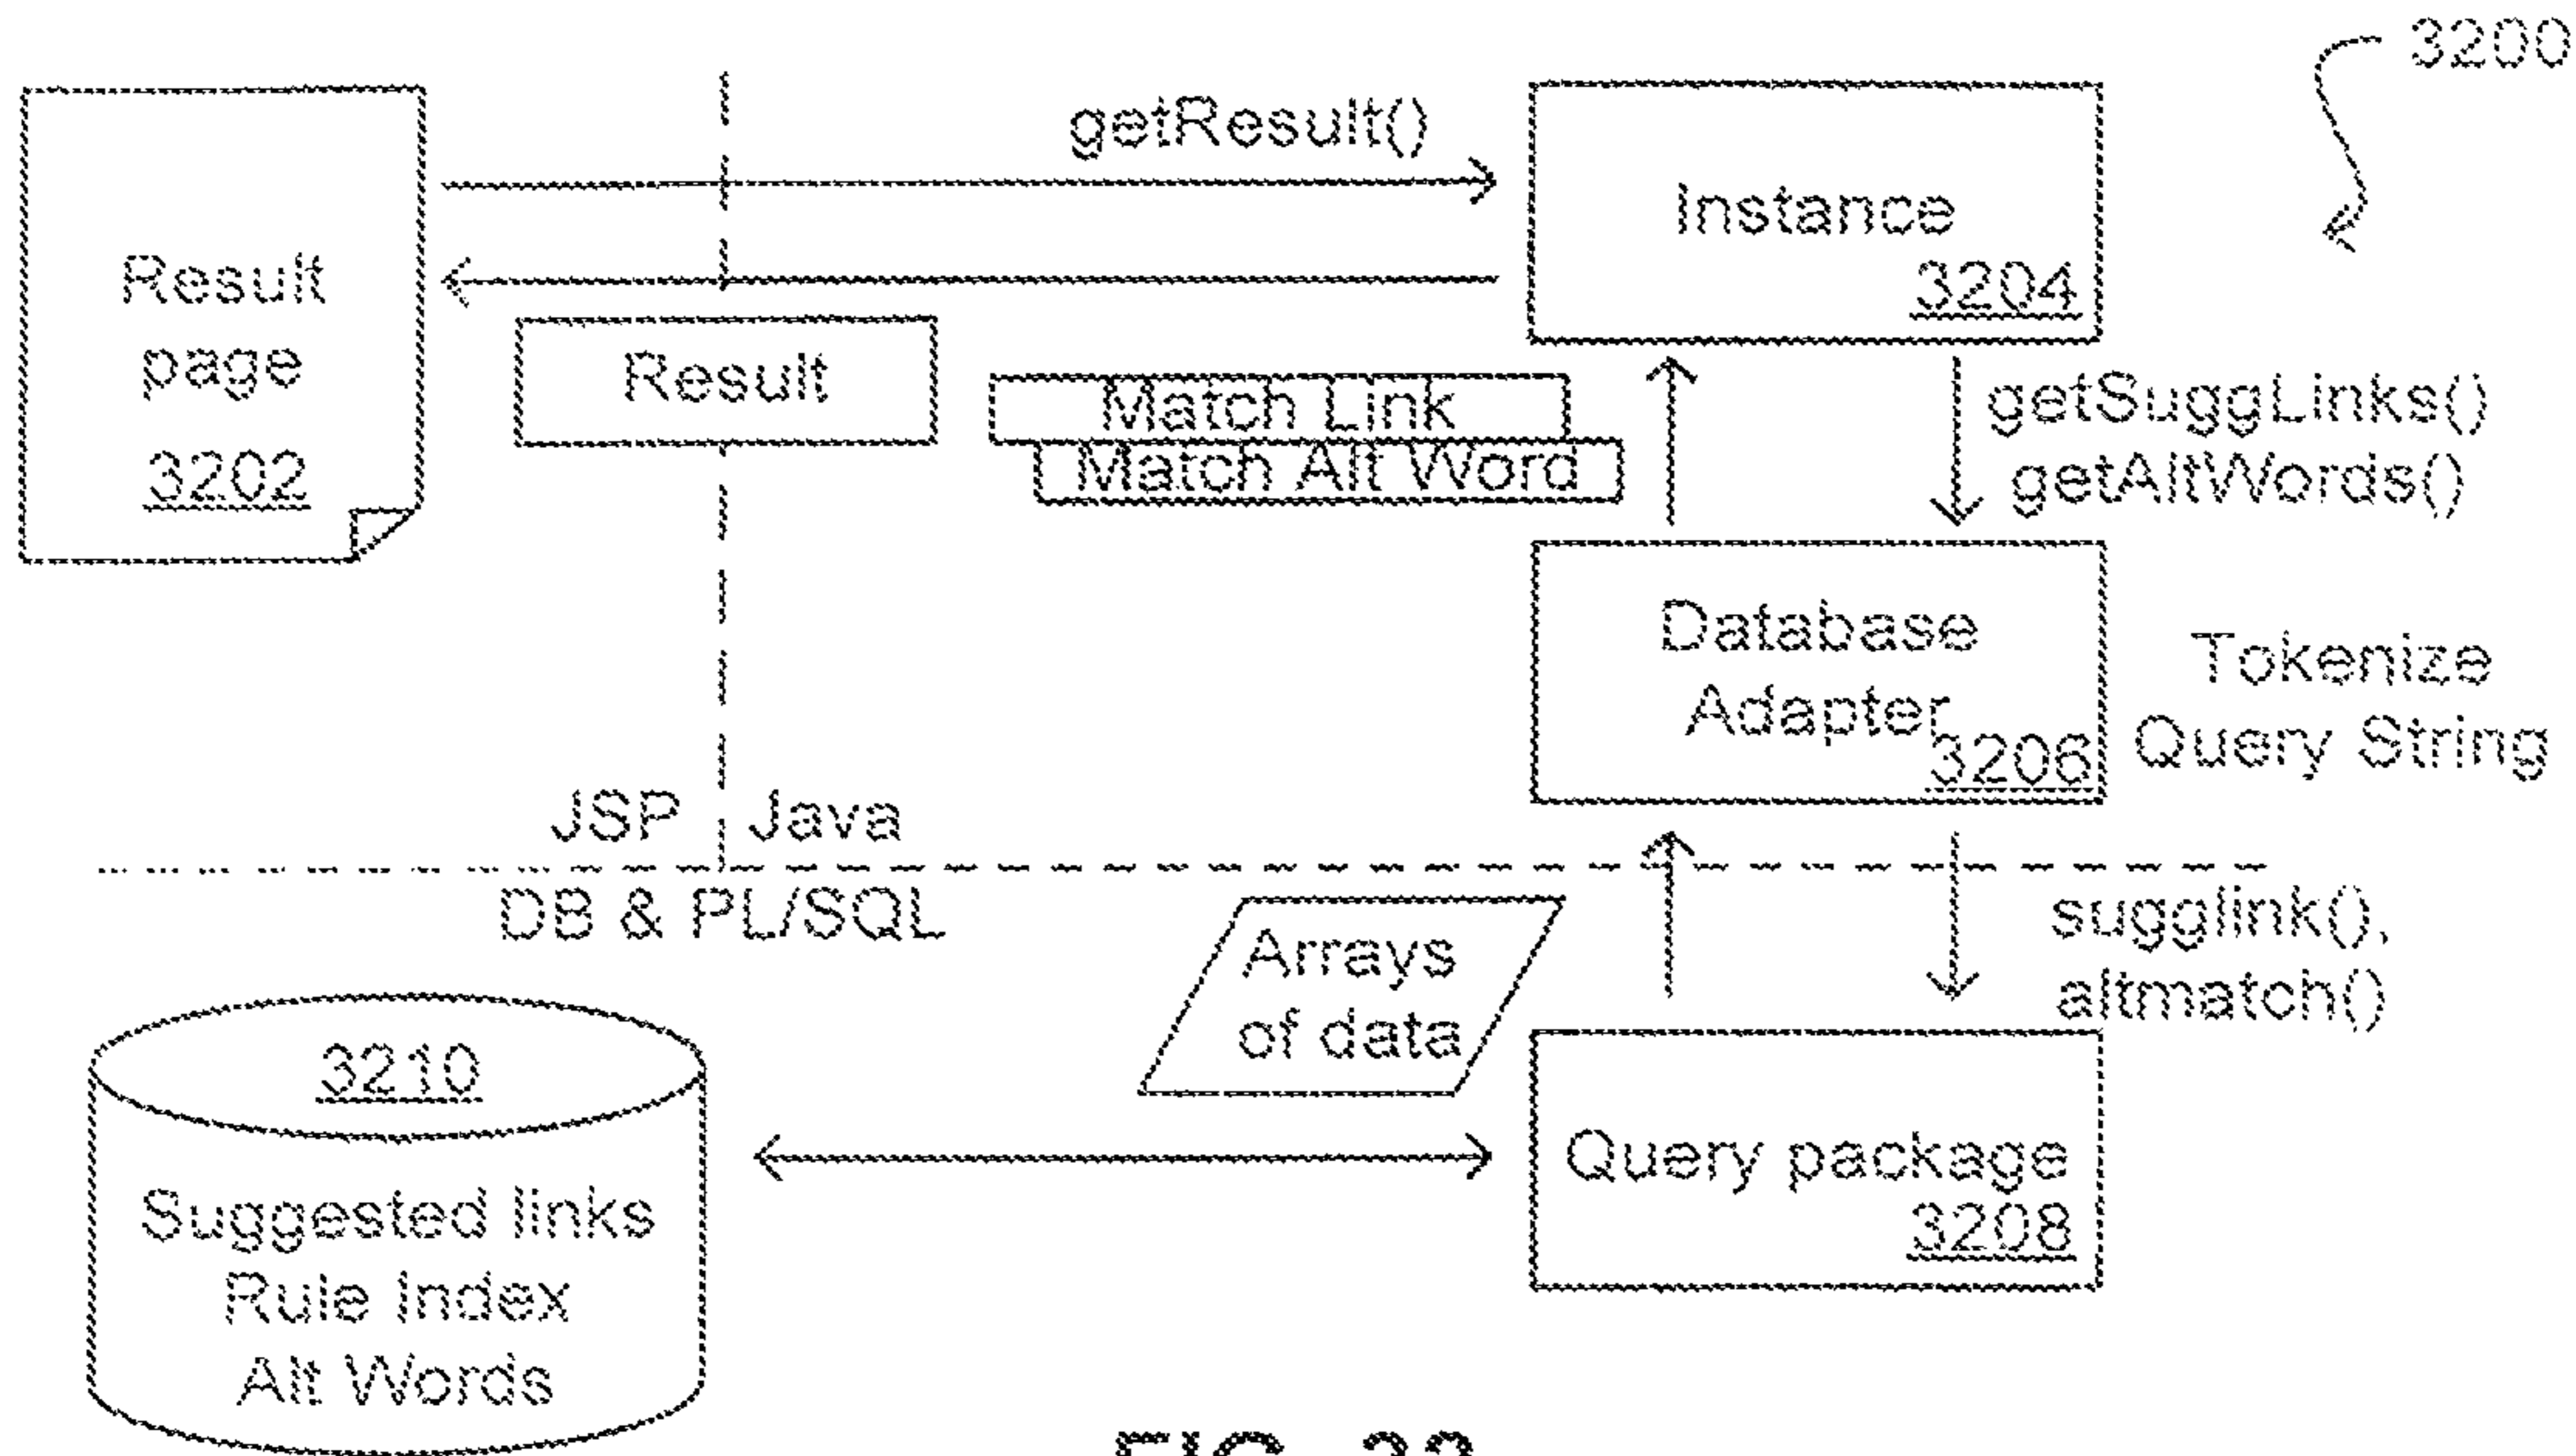 3200
getResult()
Instance
3204
Result
page
3202
Result
Match Link
Match Alt Word
getSuggLinks()
getAltWords()
Database
Adapter
3206
Tokenize
Query String
JSP
Java
DB & PL/SQL
sugglink(),
altmatch()
Arrays
of data
3210
Suggested links
Rule Index
Alt Words
Query package
3208